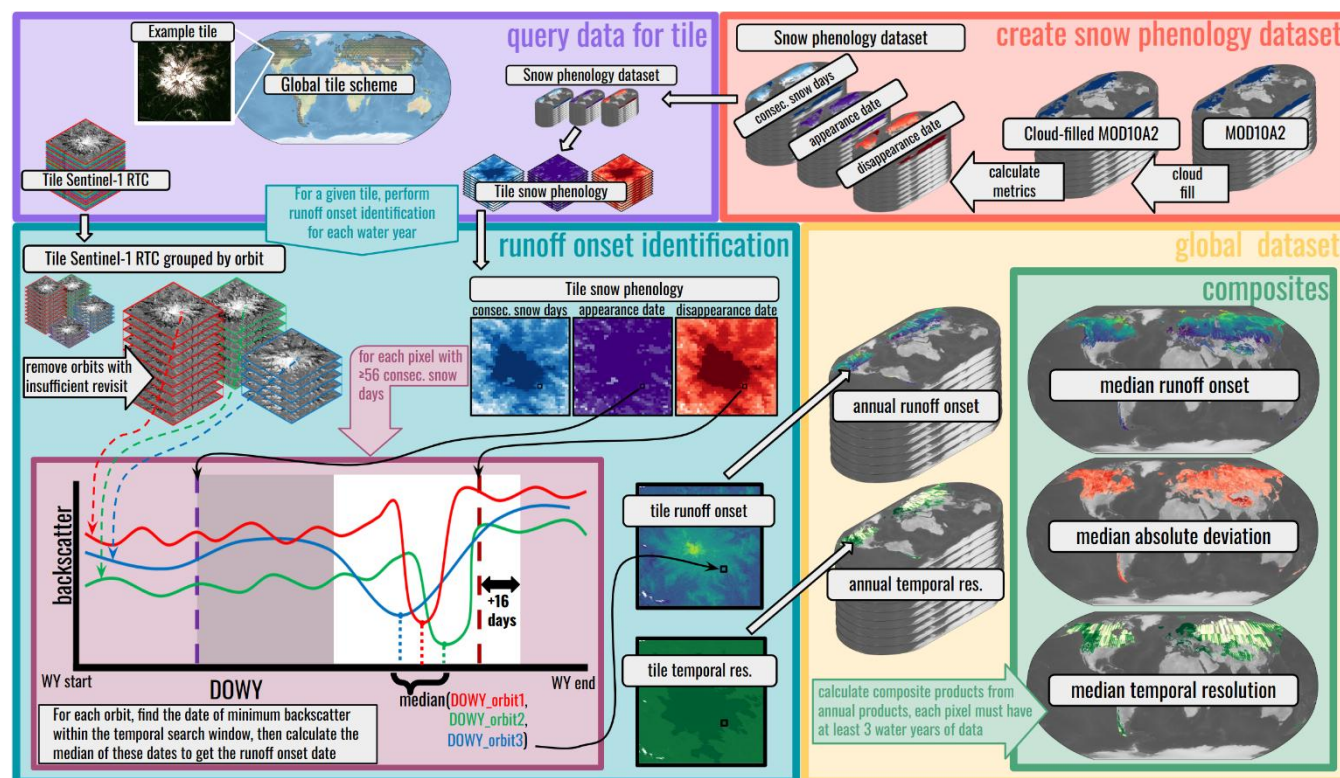 query data for tile
Example tile
Global tile scheme
Snow phenology dataset
Tile Sentinel-1 RTC
Tile snow phenology
create snow phenology dataset
Snow phenology dataset
consec. snow days
appearance date
disappearance date
Cloud-filled MOD10A2
MOD10A2
calculate
metrics
cloud
fill
For a given tile, perform
runoff onset identification
for each water year
runoff onset identification
Tile Sentinel-1 RTC grouped by orbit
remove orbits with
insufficient revisit
for each pixel with
≥56 consec. snow
days
Tile snow phenology
consec. snow days
appearance date
disappearance date
backscatter
+16
days
WY start
DOWY
WY end
median(DOWY_orbit1,
DOWY_orbit2,
DOWY_orbit3)
For each orbit, find the date of minimum backscatter
within the temporal search window, then calculate the
median of these dates to get the runoff onset date
tile runoff onset
tile temporal res.
global dataset
annual runoff onset
annual temporal res.
calculate composite products from
annual products, each pixel must have
at least 3 water years of data
composites
median runoff onset
median absolute deviation
median temporal resolution